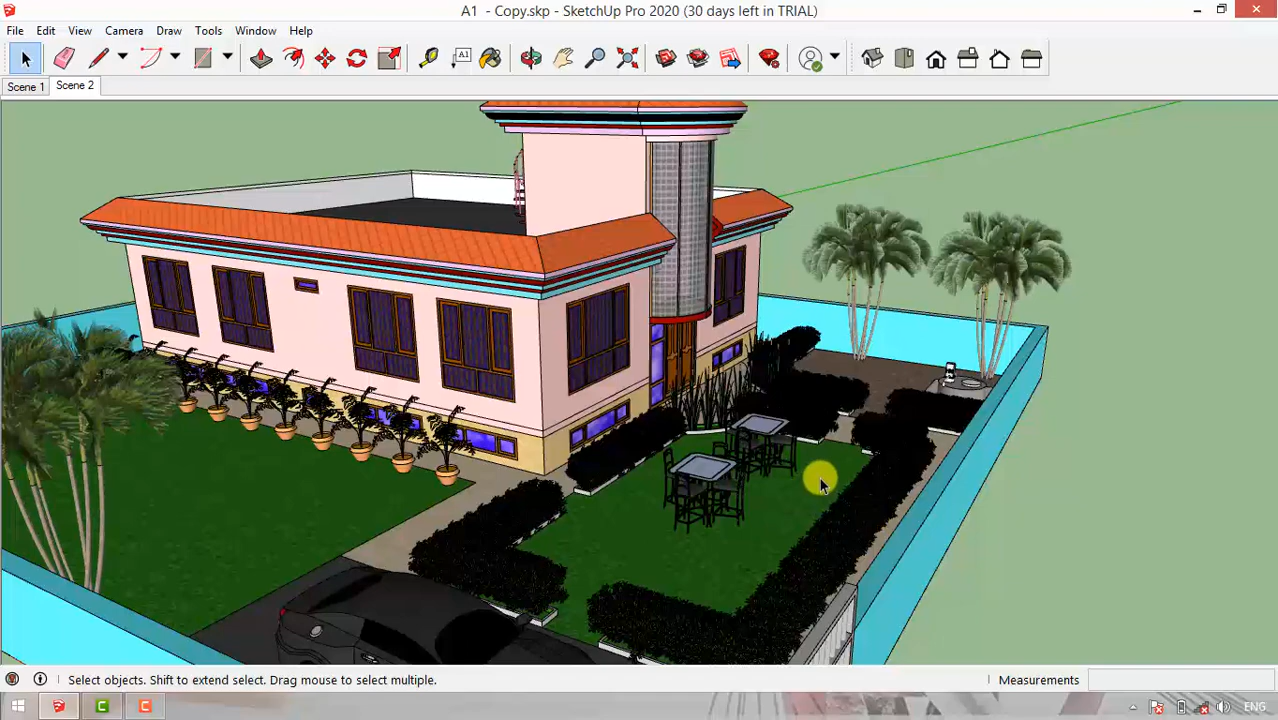 A1 - Copy.skp - SketchUp Pro 2020 (30 days left in TRIAL)
File Edit View Camera Draw Tools Window Help
A1
Scene 1 Scene 2
Select objects. Shift to extend select. Drag mouse to select multiple.
Measurements
ENG